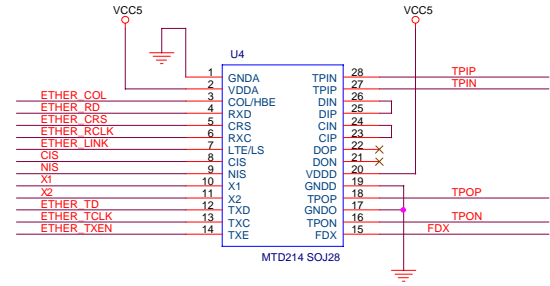 VCC5 VCC5
U4
1 GNDA TPIN 28 TPIP
2 VDDA TPIP 27 TPIN
ETHER_COL 3 COL/HBE DIN 26
ETHER_RD 4 RXD DIP 25
ETHER_CRS 5 CRS CIN 24
ETHER_RCLK 6 RXC CIP 23
ETHER_LINK 7 LTE/LS DOP 22
CIS 8 CIS DON 21
NIS 9 NIS VDDD 20
X1 10 X1 GNDD 19
X2 11 X2 TPOP 18 TPOP
ETHER_TD 12 TXD GNDO 17
ETHER_TCLK 13 TXC TPON 16 TPON
ETHER_TXEN 14 TXE FDX 15 FDX
MTD214 SOJ28